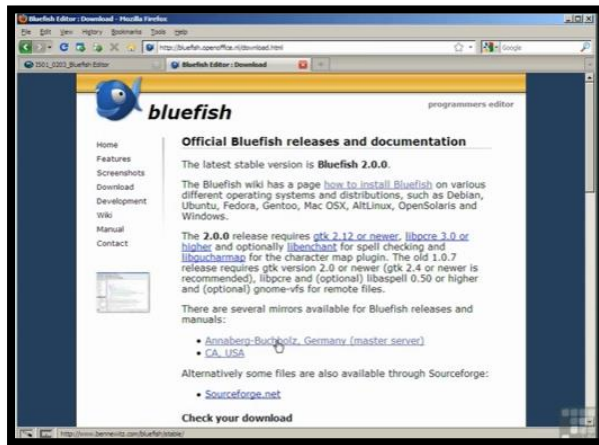 Bluefish Editor : Download - Mozilla Firefox
File Edit View History Bookmarks Tools Help
http://bluefish.openoffice.nl/download.html
Google
IS01_0203_Bluefish Editor
Bluefish Editor : Download
bluefish
programmers editor
Home
Features
Screenshots
Download
Development
Wiki
Manual
Contact
Official Bluefish releases and documentation
The latest stable version is Bluefish 2.0.0.
The Bluefish wiki has a page how to install Bluefish on various
different operating systems and distributions, such as Debian,
Ubuntu, Fedora, Gentoo, Mac OSX, AltLinux, OpenSolaris and
Windows.
The 2.0.0 release requires gtk 2.12 or newer, libpcre 3.0 or
higher and optionally libenchant for spell checking and
libgucharmap for the character map plugin. The old 1.0.7
release requires gtk version 2.0 or newer (gtk 2.4 or newer is
recommended), libpcre and (optional) libaspell 0.50 or higher
and (optional) gnome-vfs for remote files.
There are several mirrors available for Bluefish releases and
manuals:
• Annaberg-Buchholz, Germany (master server)
• CA, USA
Alternatively some files are also available through Sourceforge:
• Sourceforge.net
Check your download
http://www.bennewitz.com/bluefish/stable/